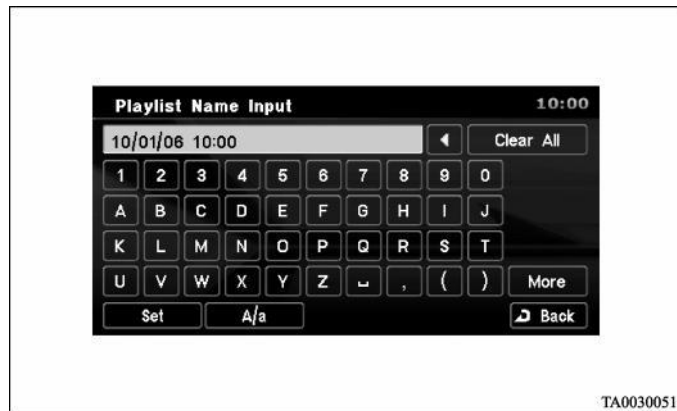 Playlist Name Input 10:00
10/01/06 10:00 ◀ Clear All
1 2 3 4 5 6 7 8 9 0
A B C D E F G H I J
K L M N O P Q R S T
U V W X Y Z ␣ , ( ) More
Set A/a Back
TA0030051